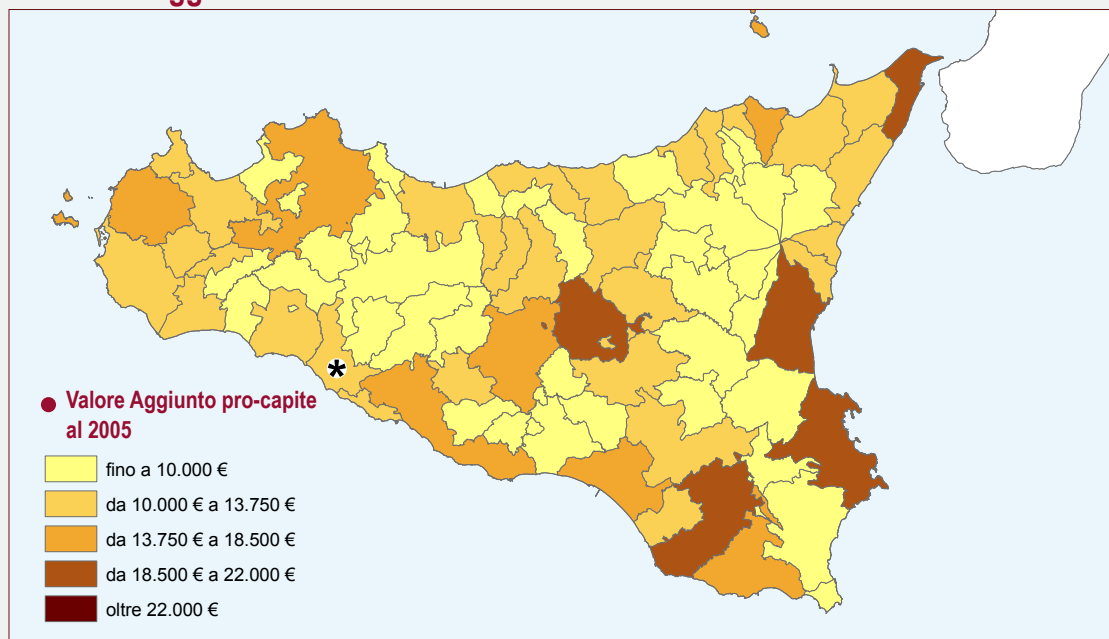 Valore Aggiunto pro-capite
al 2005
fino a 10.000 €
da 10.000 € a 13.750 €
da 13.750 € a 18.500 €
da 18.500 € a 22.000 €
oltre 22.000 €